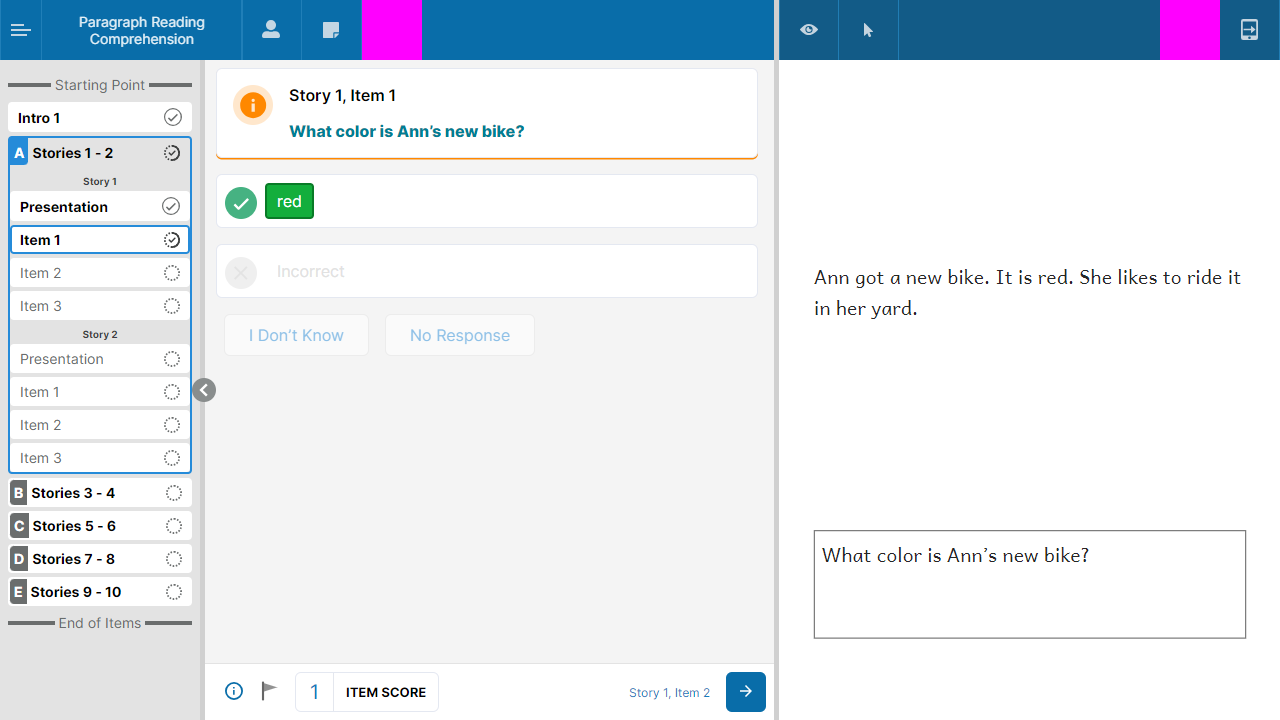 Paragraph Reading
Comprehension
Starting Point
Intro 1
A Stories 1 - 2
Story 1
Presentation
Item 1
Item 2
Item 3
Story 2
Presentation
Item 1
Item 2
Item 3
B Stories 3 - 4
C Stories 5 - 6
D Stories 7 - 8
E Stories 9 - 10
End of Items
Story 1, Item 1
What color is Ann’s new bike?
red
Incorrect
I Don’t Know
No Response
1 ITEM SCORE
Story 1, Item 2
Ann got a new bike. It is red. She likes to ride it
in her yard.
What color is Ann’s new bike?